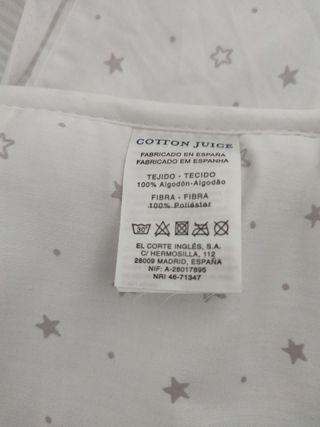 COTTON JUICE
FABRICADO EN ESPAÑA
FABRICADO EM ESPANHA
TEJIDO - TECIDO
100% Algodón-Algodão
FIBRA - FIBRA
100% Poliéster
30°
EL CORTE INGLÉS, S.A.
C/ HERMOSILLA, 112
28009 MADRID, ESPAÑA
NIF: A-28017895
NRI 46-71347